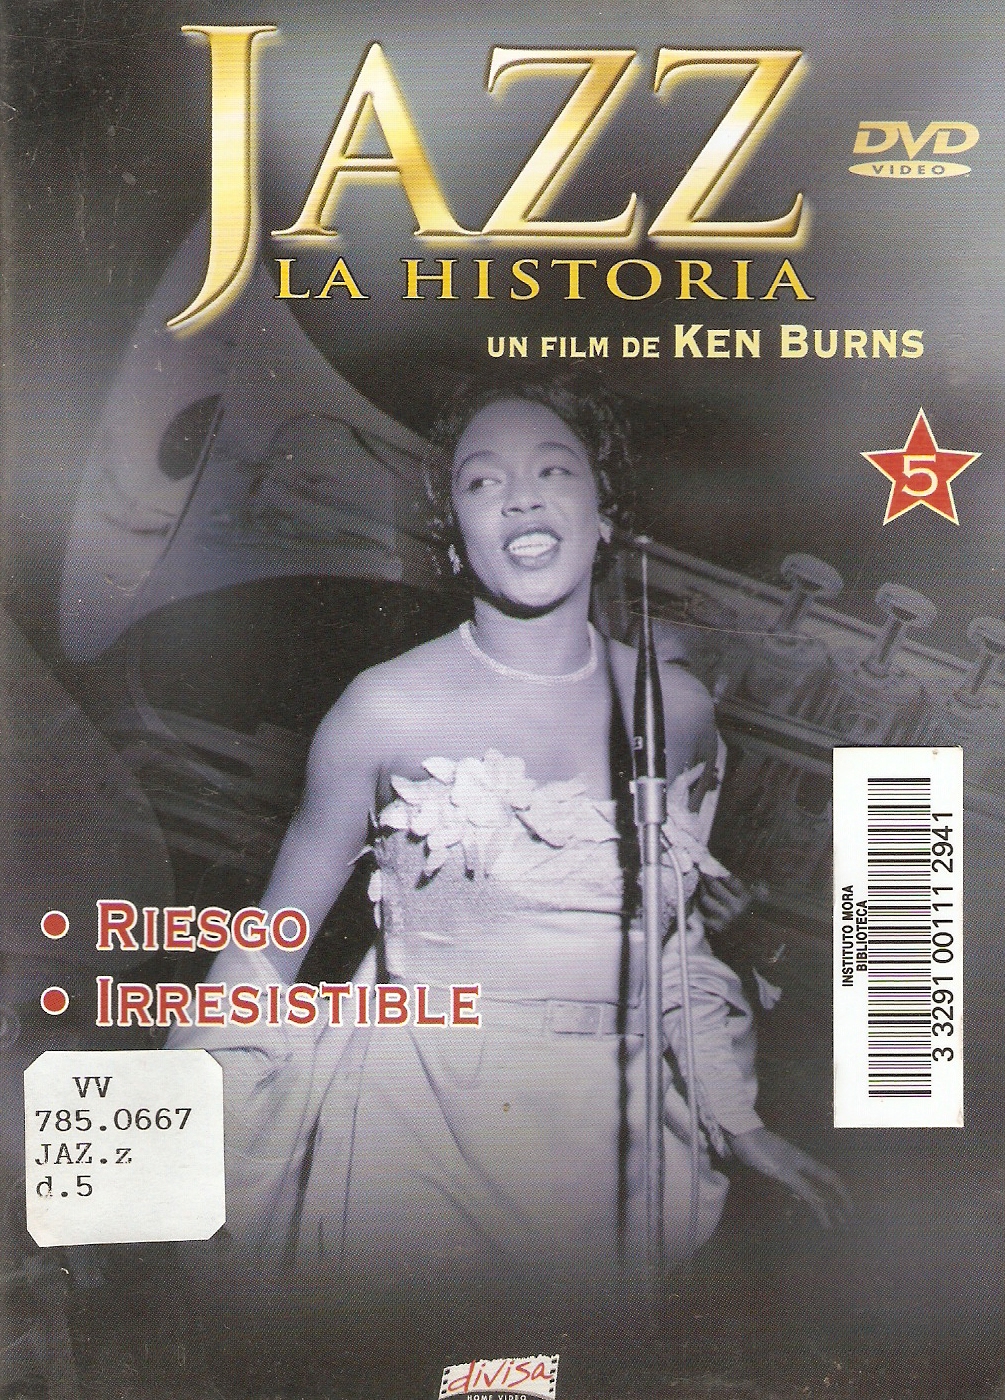 JAZZ
DVD
VIDEO
LA HISTORIA
UN FILM DE KEN BURNS
5
• RIESGO
• IRRESISTIBLE
INSTITUTO MORA
BIBLIOTECA
3 3291 00111 2941
VV
785.0667
JAZ.z
d.5
divisa
HOME VIDEO